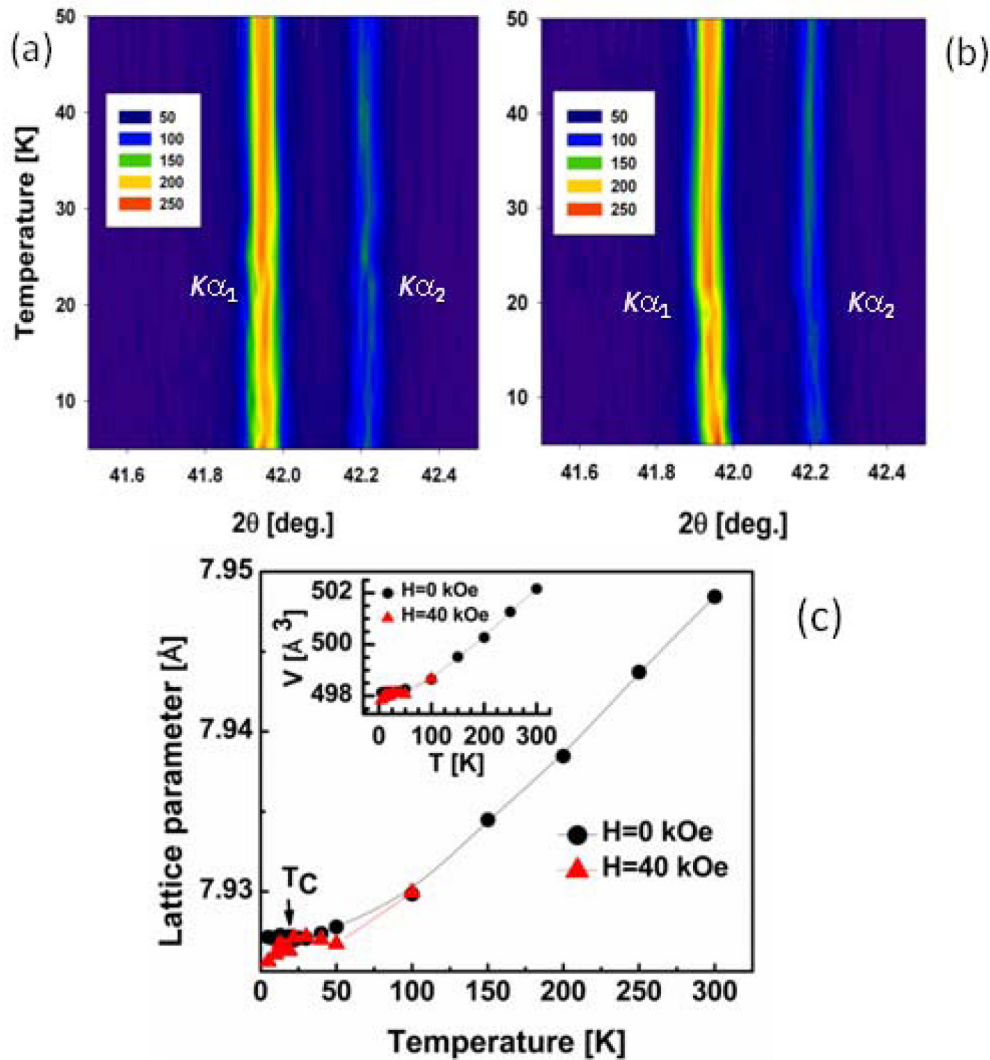 (a)
50
40
30
20
10
Temperature [K]
50
100
150
200
250
Kα1
Kα2
41.6
41.8
42.0
42.2
42.4
2θ [deg.]
(b)
50
40
30
20
10
50
100
150
200
250
Kα1
Kα2
41.6
41.8
42.0
42.2
42.4
2θ [deg.]
(c)
7.95
7.94
7.93
Lattice parameter [Å]
502
500
498
V [Å3]
H=0 kOe
H=40 kOe
0
100
200
300
T [K]
H=0 kOe
H=40 kOe
TC
0
50
100
150
200
250
300
Temperature [K]